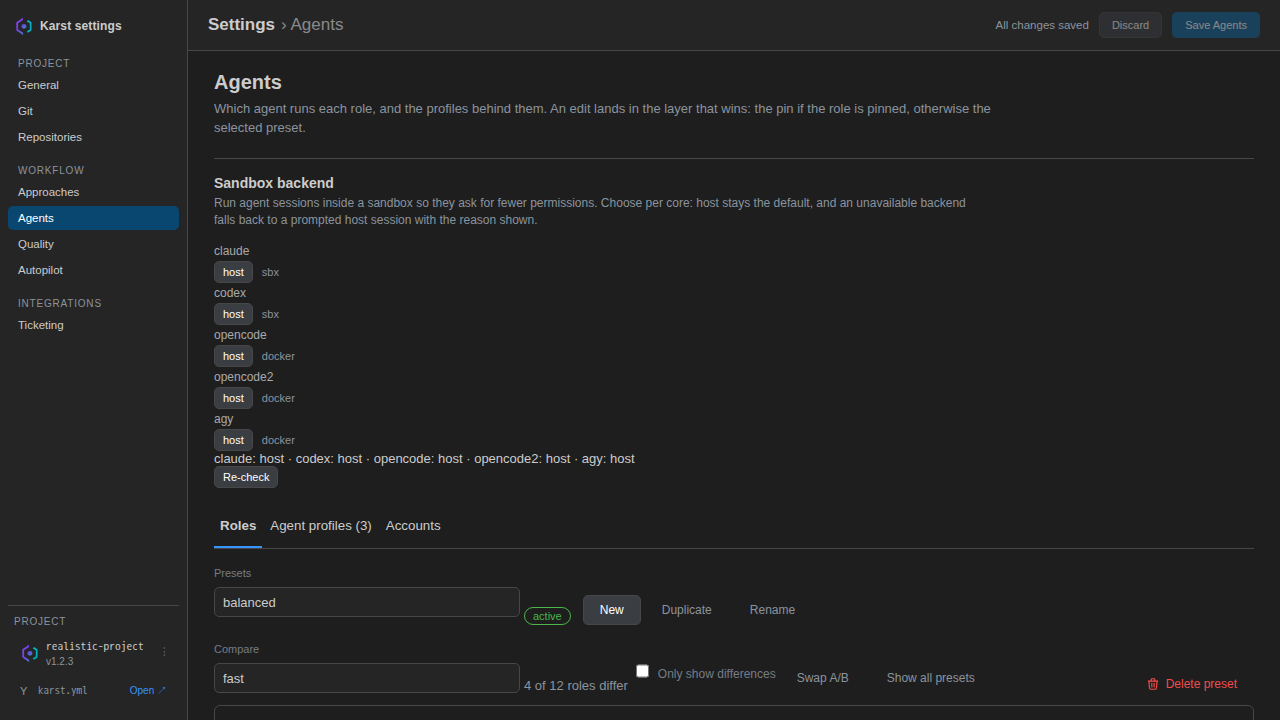 Karst settings
Settings › Agents
All changes saved
Discard
Save Agents
PROJECT
General
Git
Repositories
WORKFLOW
Approaches
Agents
Quality
Autopilot
INTEGRATIONS
Ticketing
PROJECT
realistic-project
v1.2.3
karst.yml
Open ↗
Agents
Which agent runs each role, and the profiles behind them. An edit lands in the layer that wins: the pin if the role is pinned, otherwise the
selected preset.
Sandbox backend
Run agent sessions inside a sandbox so they ask for fewer permissions. Choose per core: host stays the default, and an unavailable backend
falls back to a prompted host session with the reason shown.
claude
host sbx
codex
host sbx
opencode
host docker
opencode2
host docker
agy
host docker
claude: host · codex: host · opencode: host · opencode2: host · agy: host
Re-check
Roles Agent profiles (3) Accounts
Presets
balanced active New Duplicate Rename
Compare
fast 4 of 12 roles differ Only show differences Swap A/B Show all presets Delete preset